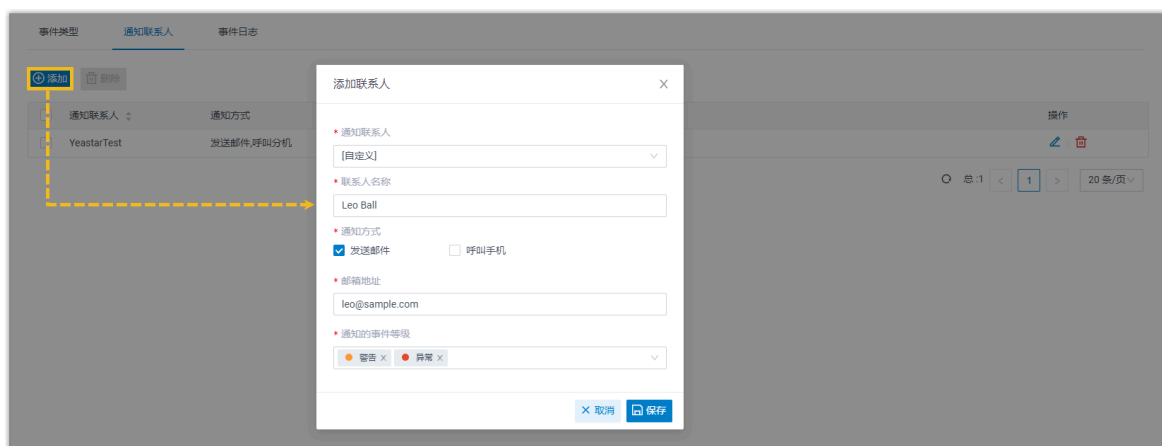 事件类型 通知联系人 事件日志
添加 删除
通知联系人 通知方式 操作
YeastarTest 发送邮件,呼叫分机
总:1 < 1 > 20 条/页
添加联系人 X
* 通知联系人
[自定义]
* 联系人名称
Leo Ball
* 通知方式
发送邮件 呼叫手机
* 邮箱地址
leo@sample.com
* 通知的事件等级
警告 × 异常 ×
× 取消 保存